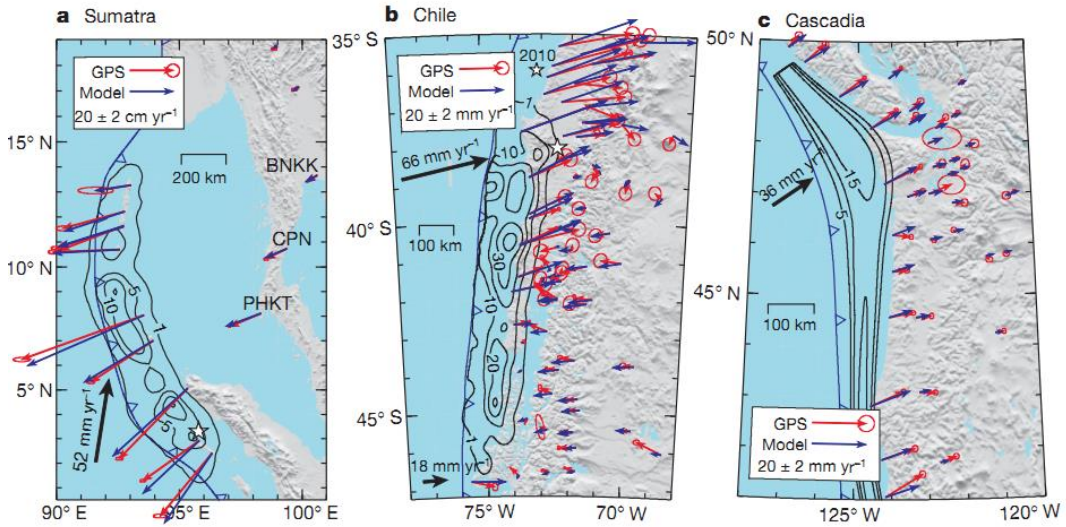 a Sumatra
GPS
Model
20 ± 2 cm yr⁻¹
15° N
10° N
5° N
200 km
BNKK
CPN
PHKT
5
10
1
5
52 mm yr⁻¹
90° E
95° E
100° E
b Chile
35° S
2010
GPS
Model
20 ± 2 mm yr⁻¹
1
10
66 mm yr⁻¹
40° S
100 km
30
10
20
45° S
1
18 mm yr⁻¹
75° W
70° W
c Cascadia
50° N
15
5
36 mm yr⁻¹
45° N
100 km
GPS
Model
20 ± 2 mm yr⁻¹
125° W
120° W